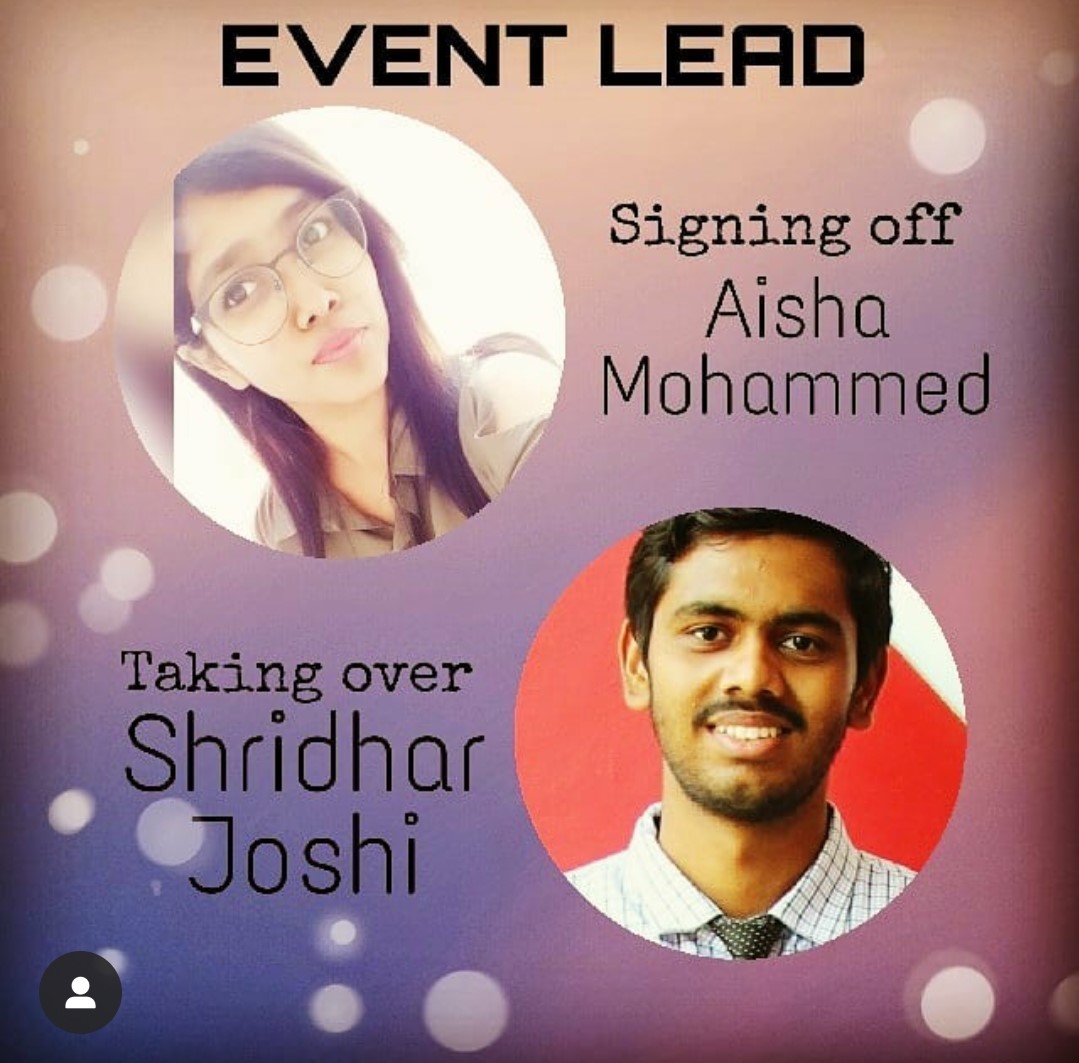 EVENT LEAD
Signing off
Aisha
Mohammed
Taking over
Shridhar
Joshi